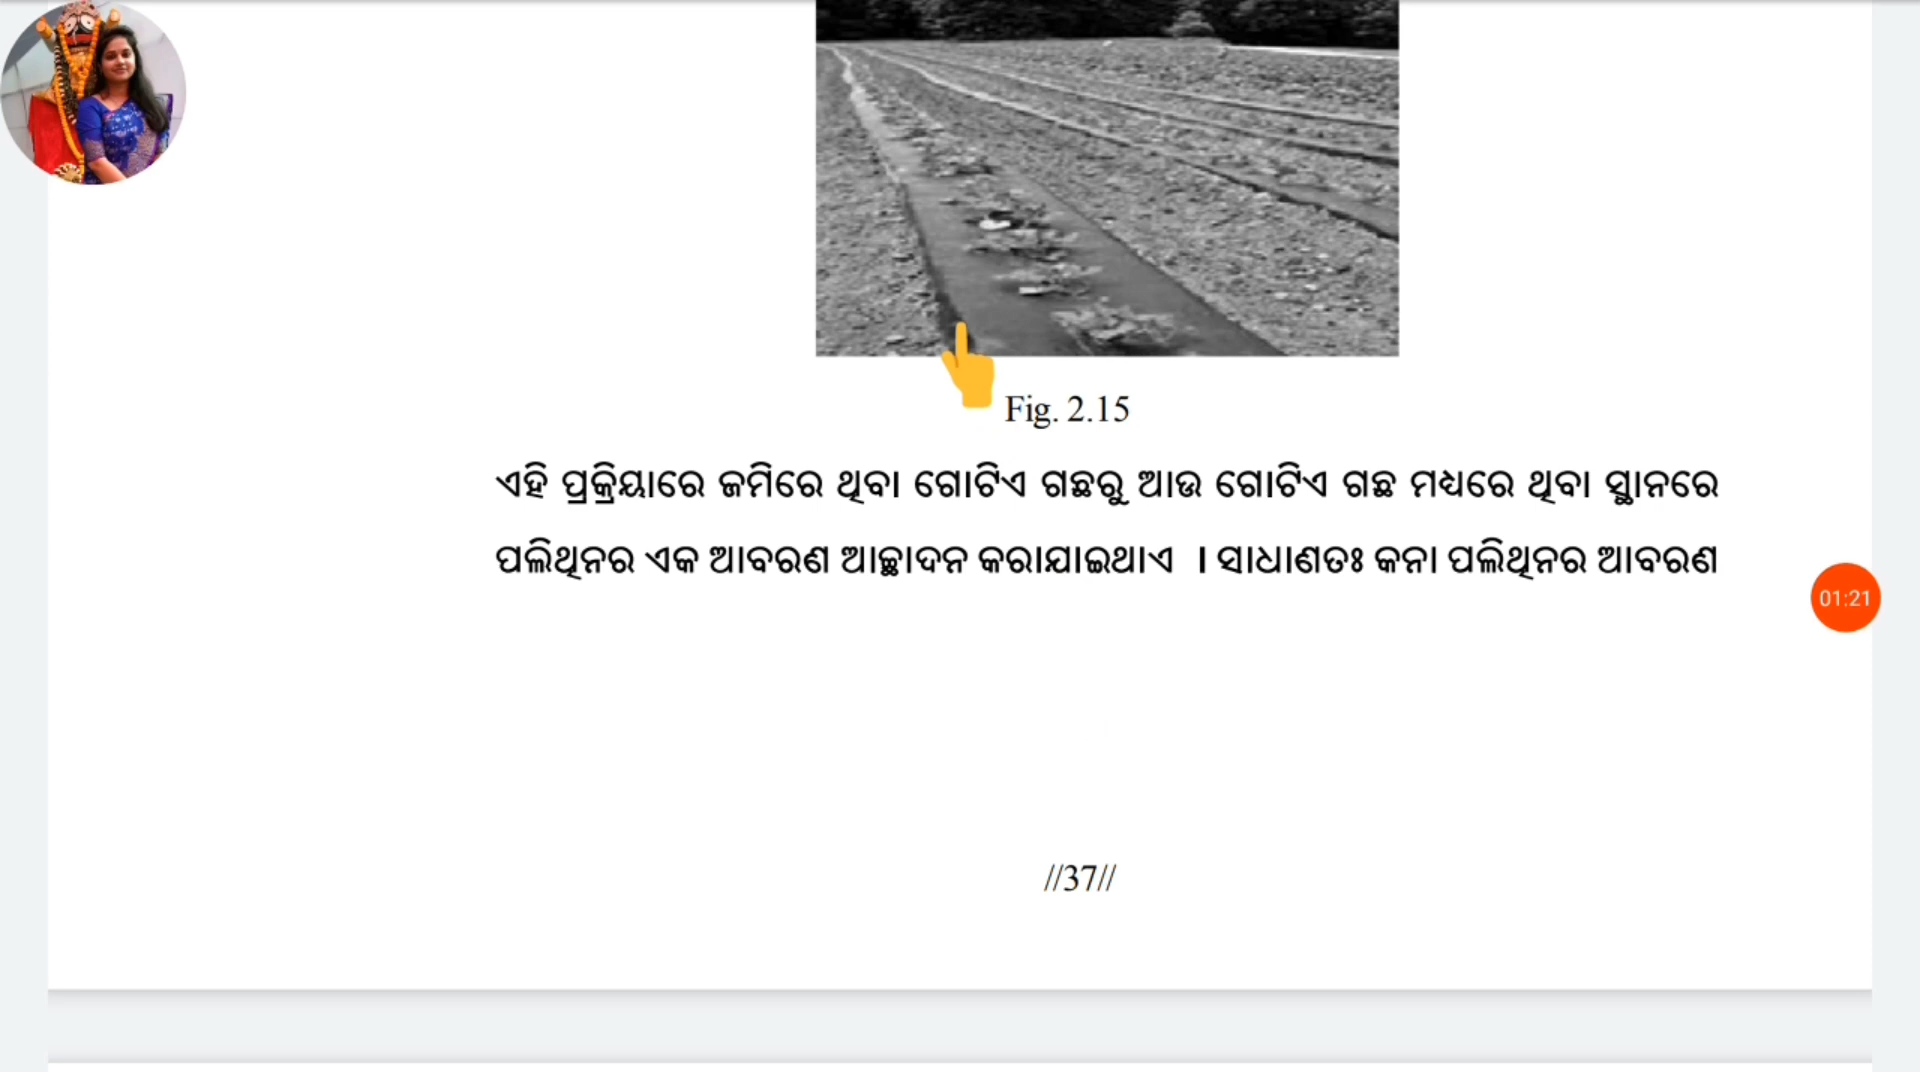 Fig. 2.15
ଏହି ପ୍ରକ୍ରିୟାରେ ଜମିରେ ଥିବା ଗୋଟିଏ ଗଛରୁ ଆଉ ଗୋଟିଏ ଗଛ ମଧ୍ୟରେ ଥିବା ସ୍ଥାନରେ
ପଲିଥିନର ଏକ ଆବରଣ ଆଚ୍ଛାଦନ କରାଯାଇଥାଏ । ସାଧାଣତଃ କନା ପଲିଥିନର ଆବରଣ
01:21
//37//